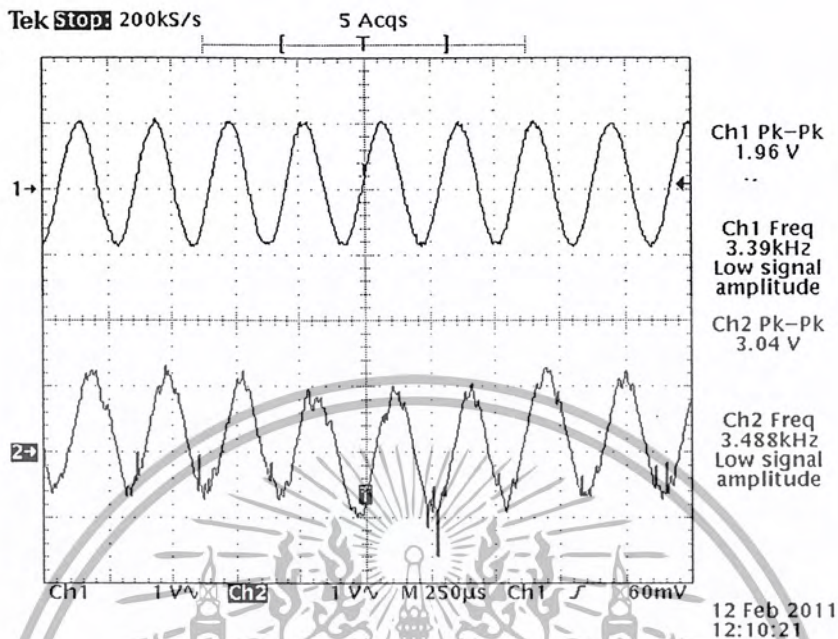 Tek Stop: 200kS/s 5 Acqs
[ T ]
Ch1 Pk-Pk
1.96 V
1→
Ch1 Freq
3.39kHz
Low signal
amplitude
Ch2 Pk-Pk
3.04 V
Ch2 Freq
3.488kHz
Low signal
amplitude
2→
T
Ch1 1V∿ Ch2 1V∿ M 250µs Ch1 ∫ 60mV
12 Feb 2011
12:10:21